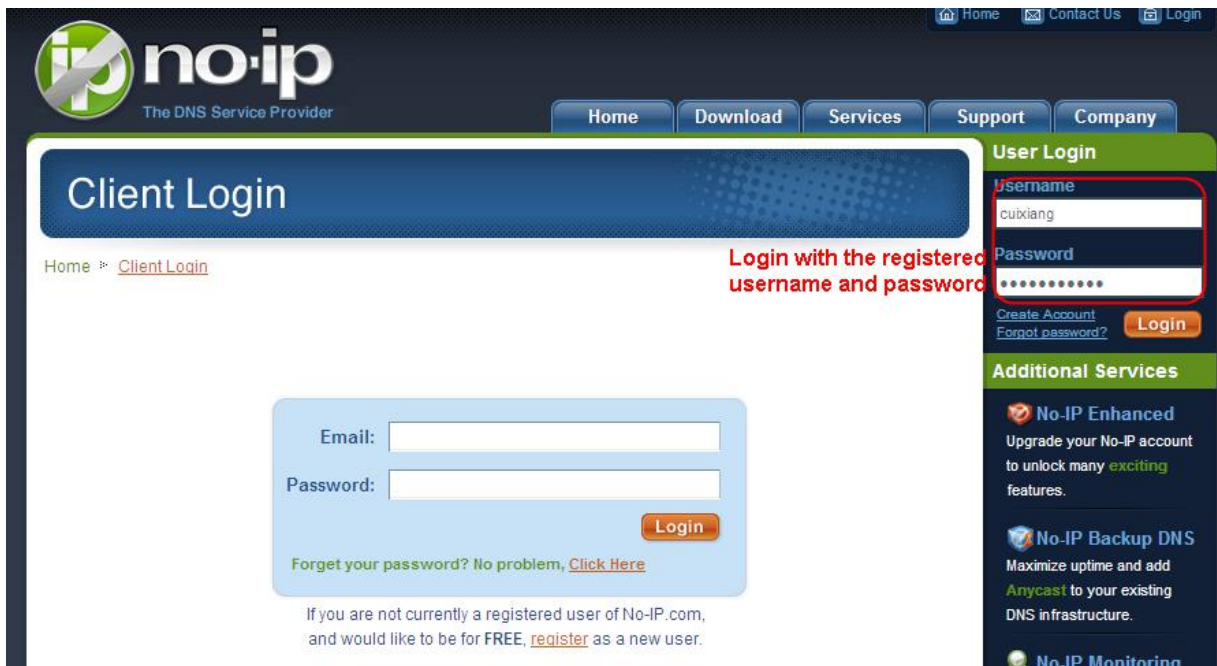 Home Contact Us Login
ip no·ip
The DNS Service Provider
Home Download Services Support Company
Client Login
Home Client Login
Login with the registered
username and password
Email:
Password:
Login
Forget your password? No problem, Click Here
If you are not currently a registered user of No-IP.com,
and would like to be for FREE, register as a new user.
User Login
Username
cuixiang
Password
•••••••••••
Create Account
Forgot password?
Login
Additional Services
No-IP Enhanced
Upgrade your No-IP account
to unlock many exciting
features.
No-IP Backup DNS
Maximize uptime and add
Anycast to your existing
DNS infrastructure.
No-IP Monitoring